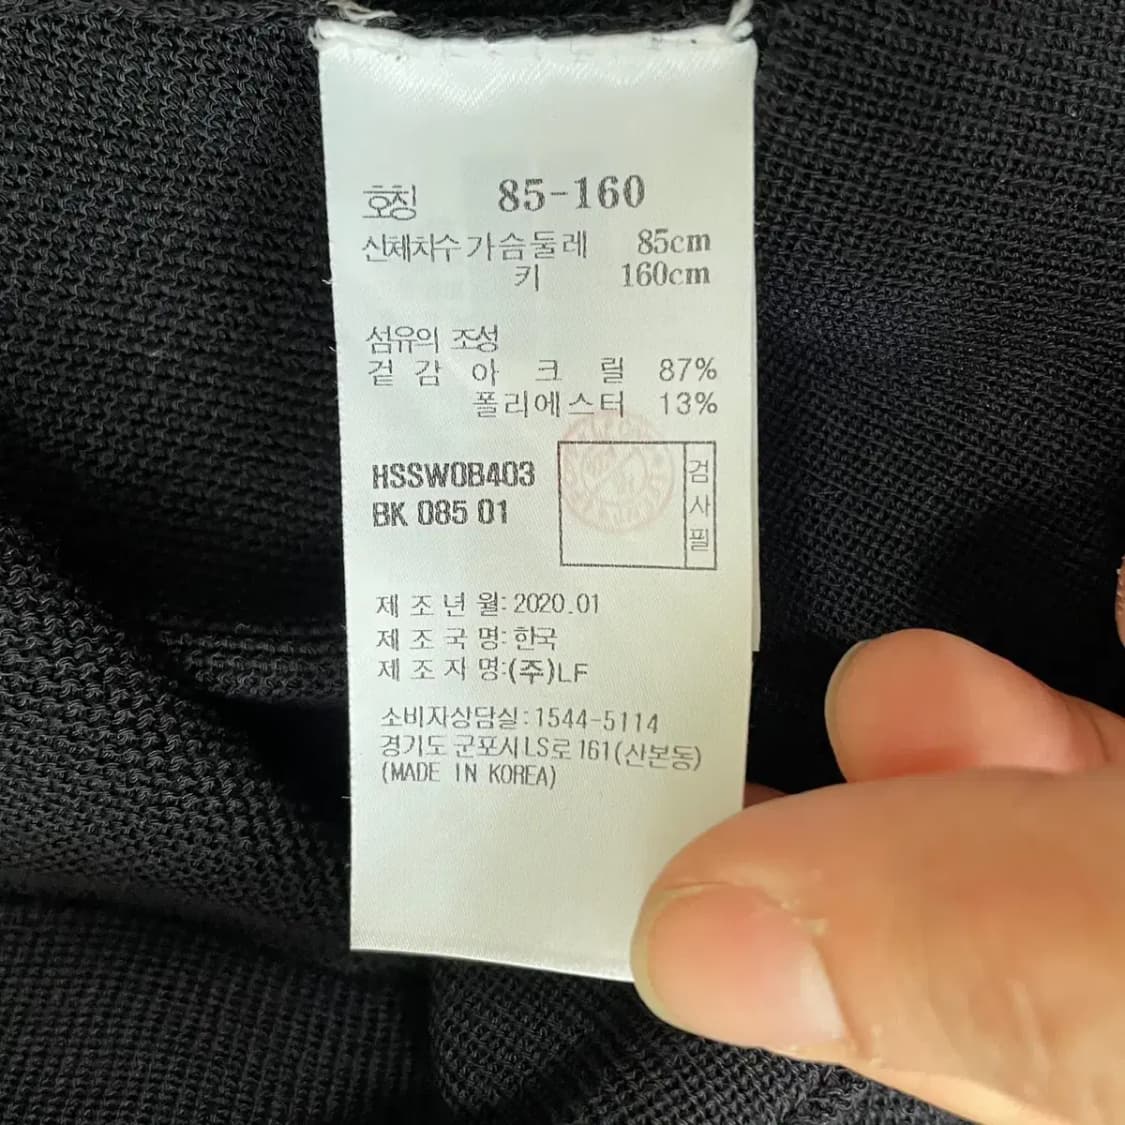 호칭 85-160
신체치수 가슴둘레 85cm
키 160cm
섬유의 조성
겉 감 아 크 릴 87%
폴리에스터 13%
HSSW0B403
BK 085 01
검
사
필
제 조 년 월: 2020.01
제 조 국 명: 한국
제 조 자 명:(주)LF
소비자상담실: 1544-5114
경기도 군포시 LS로 161(산본동)
(MADE IN KOREA)